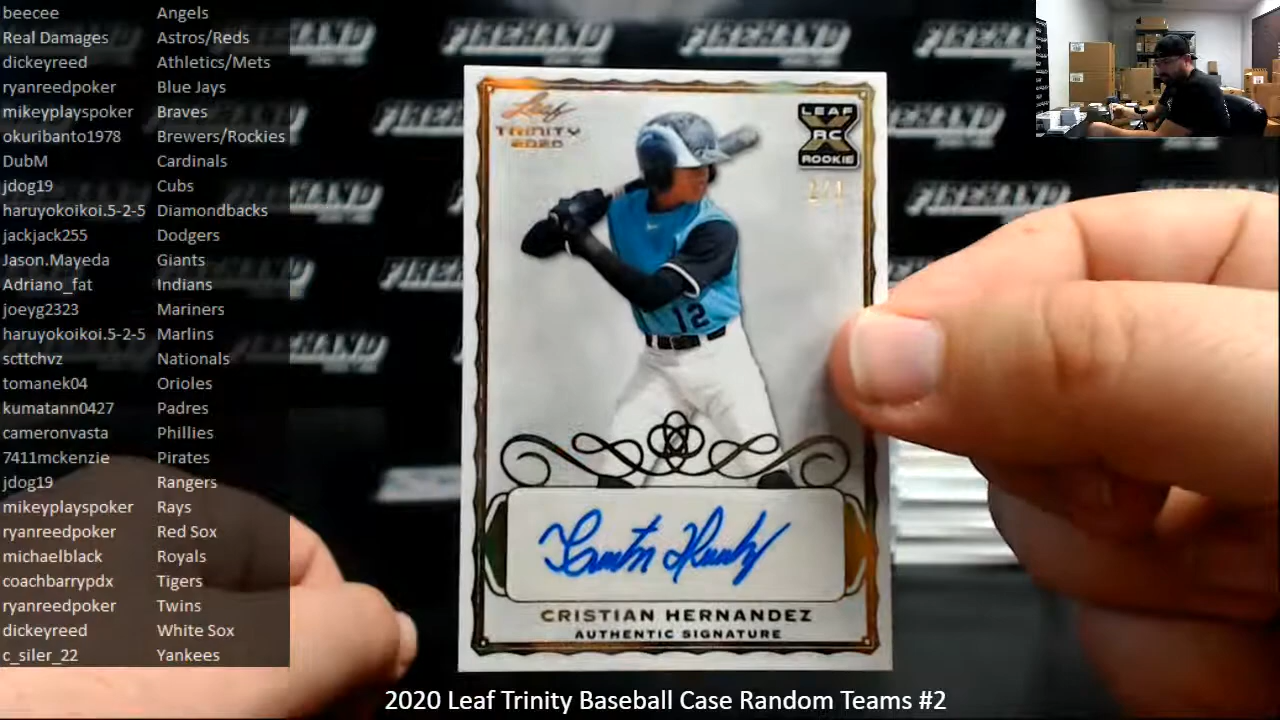 beecee Angels
Real Damages Astros/Reds
dickeyreed Athletics/Mets
ryanreedpoker Blue Jays
mikeyplayspoker Braves
okuribanto1978 Brewers/Rockies
DubM Cardinals
jdog19 Cubs
haruyokoikoi.5-2-5 Diamondbacks
jackjack255 Dodgers
Jason.Mayeda Giants
Adriano_fat Indians
joeyg2323 Mariners
haruyokoikoi.5-2-5 Marlins
scttchvz Nationals
tomanek04 Orioles
kumatann0427 Padres
cameronvasta Phillies
7411mckenzie Pirates
jdog19 Rangers
mikeyplayspoker Rays
ryanreedpoker Red Sox
michaelblack Royals
coachbarrypdx Tigers
ryanreedpoker Twins
dickeyreed White Sox
c_siler_22 Yankees
FIREHAND
Leaf
TRINITY
2020
LEAF
RC
ROOKIE
1/1
12
CRISTIAN HERNANDEZ
AUTHENTIC SIGNATURE
2020 Leaf Trinity Baseball Case Random Teams #2